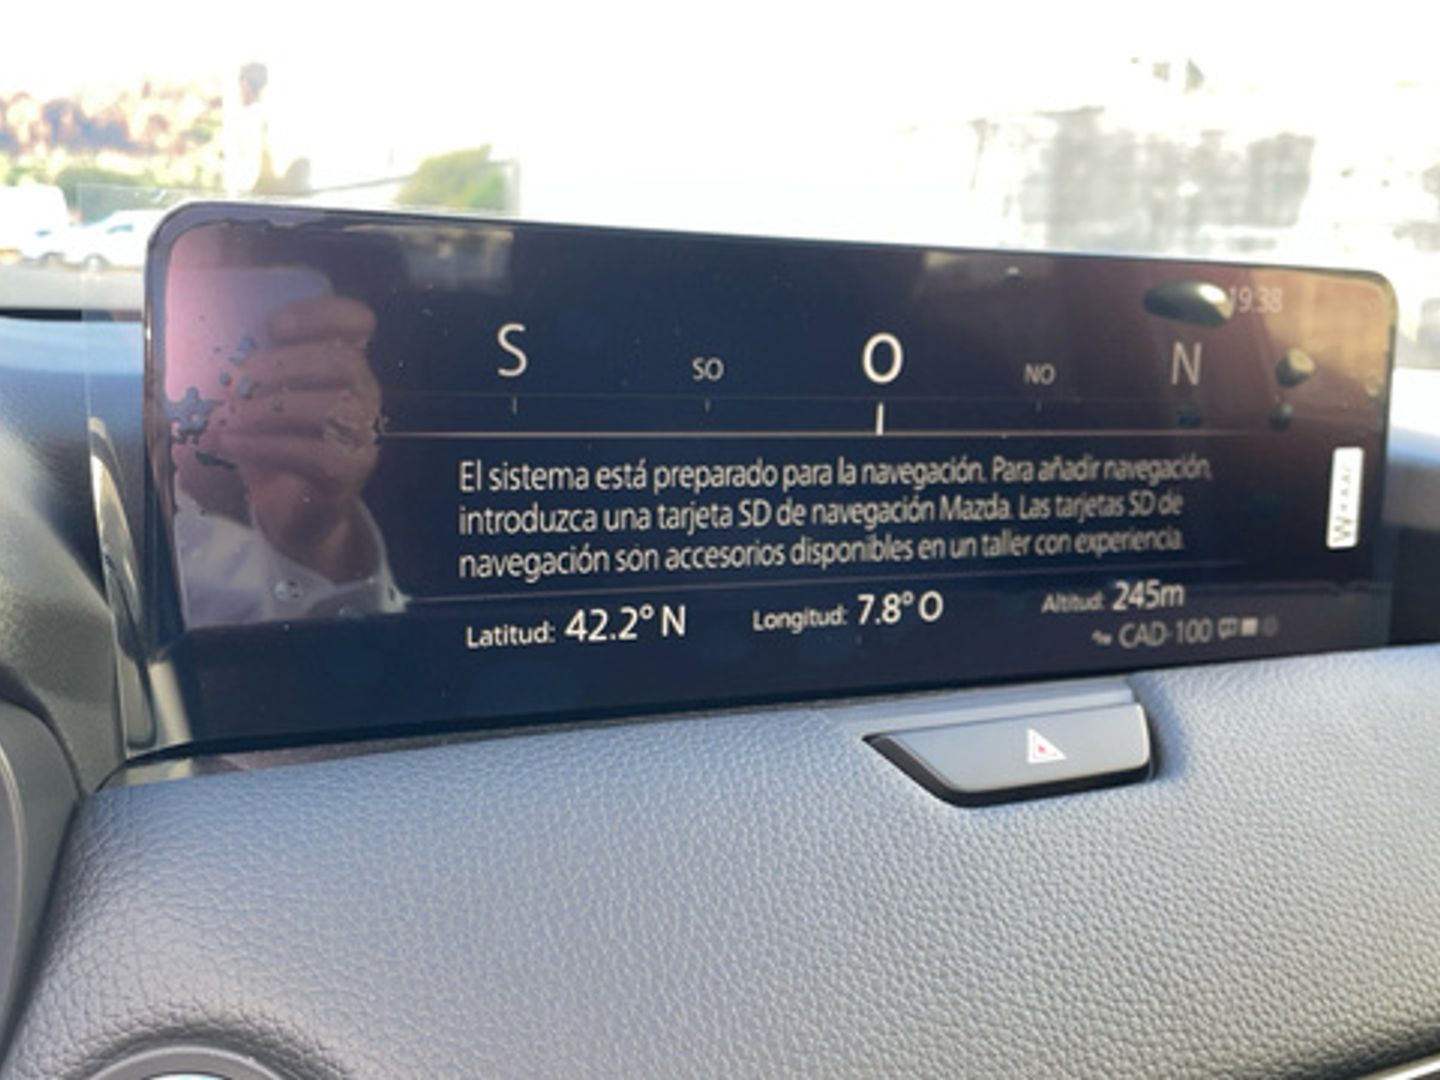 19:38
S SO O NO N
El sistema está preparado para la navegación. Para añadir navegación,
introduzca una tarjeta SD de navegación Mazda. Las tarjetas SD de
navegación son accesorios disponibles en un taller con experiencia.
Latitud: 42.2° N Longitud: 7.8° O Altitud: 245m
CAD-100